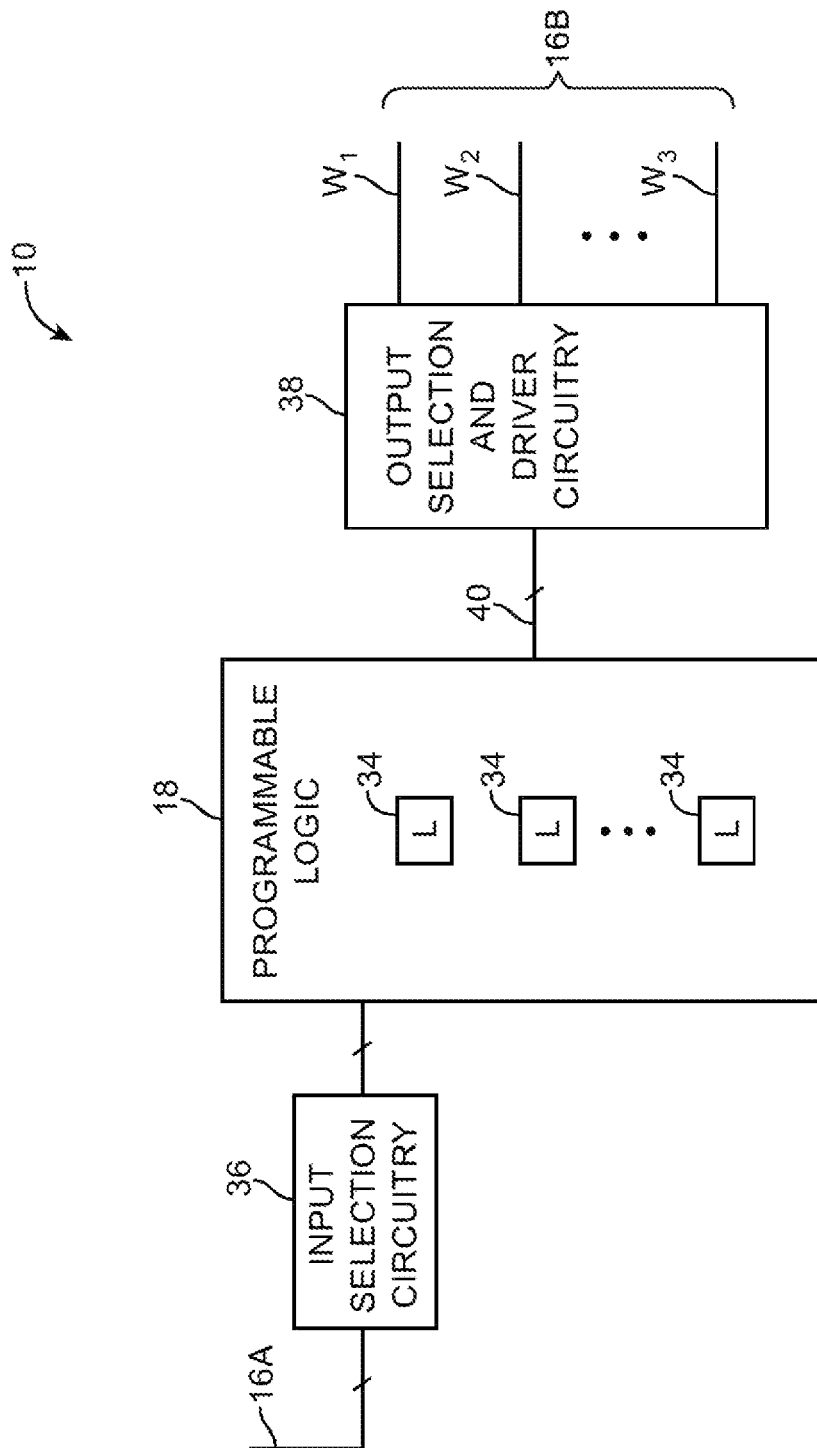 10
16A
36
INPUT
SELECTION
CIRCUITRY
18
PROGRAMMABLE
LOGIC
34
L
34
L
34
L
40
38
OUTPUT
SELECTION
AND
DRIVER
CIRCUITRY
W1
W2
W3
16B